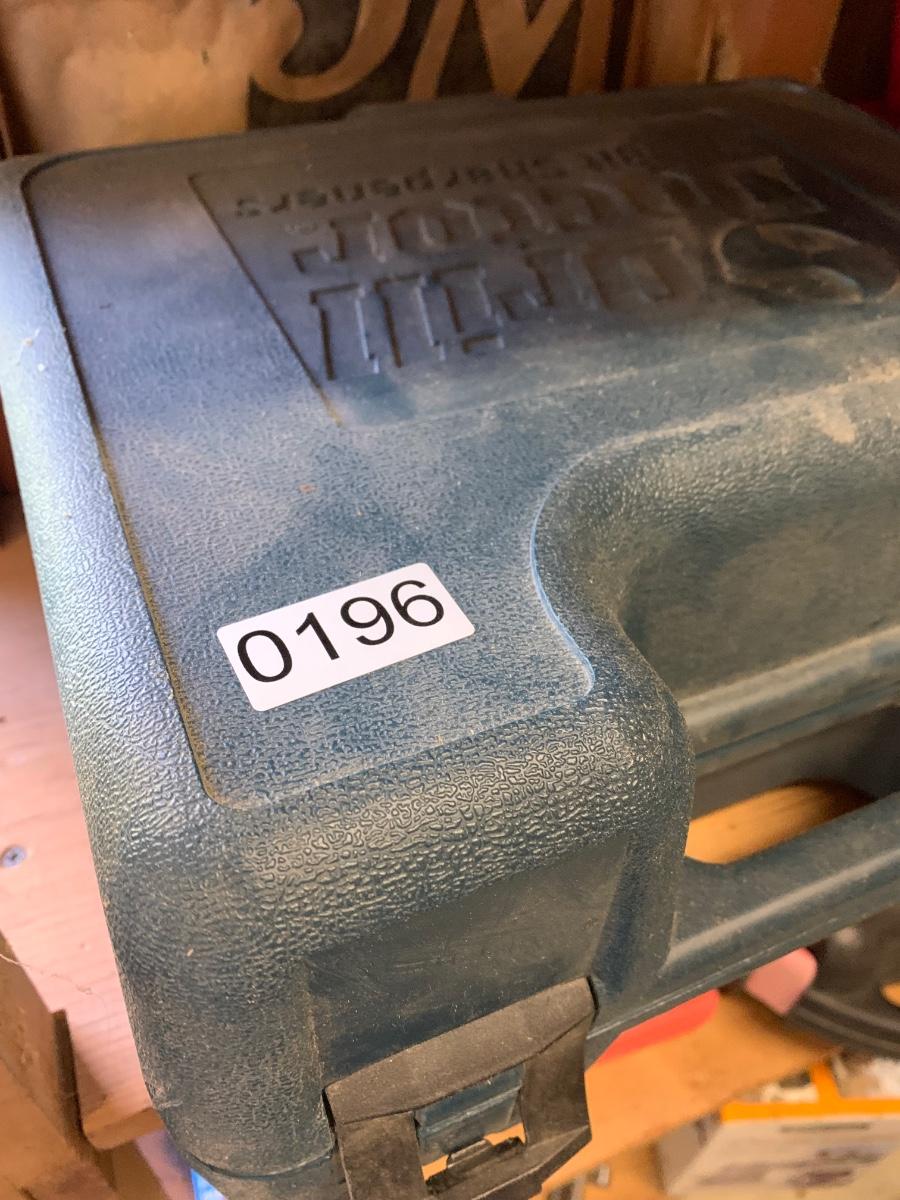 DRILL
DOCTOR®
Bit Sharpeners
0196